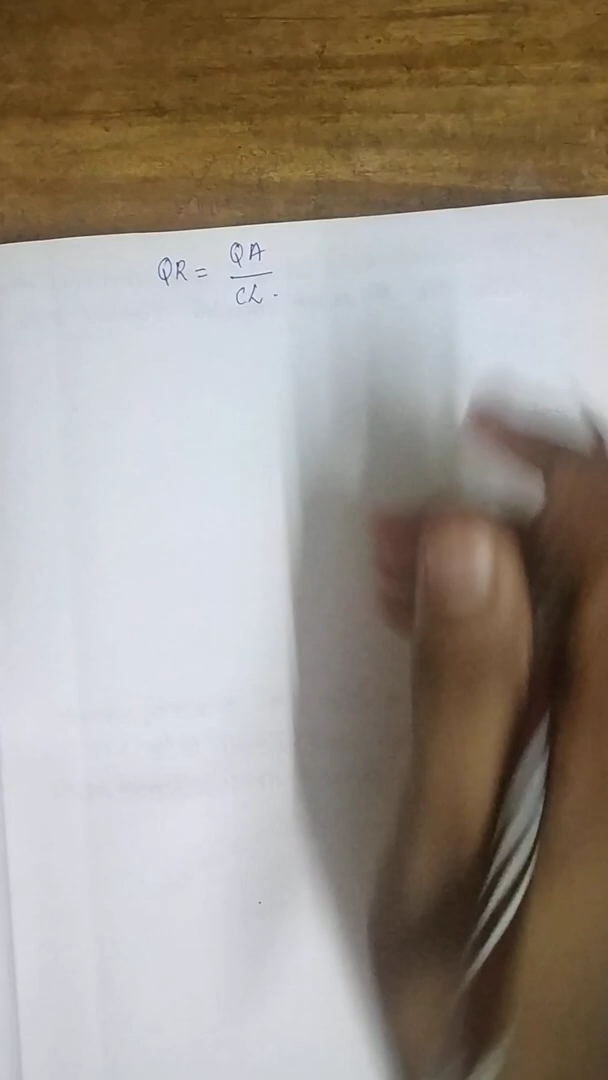 QR = QA / CL.